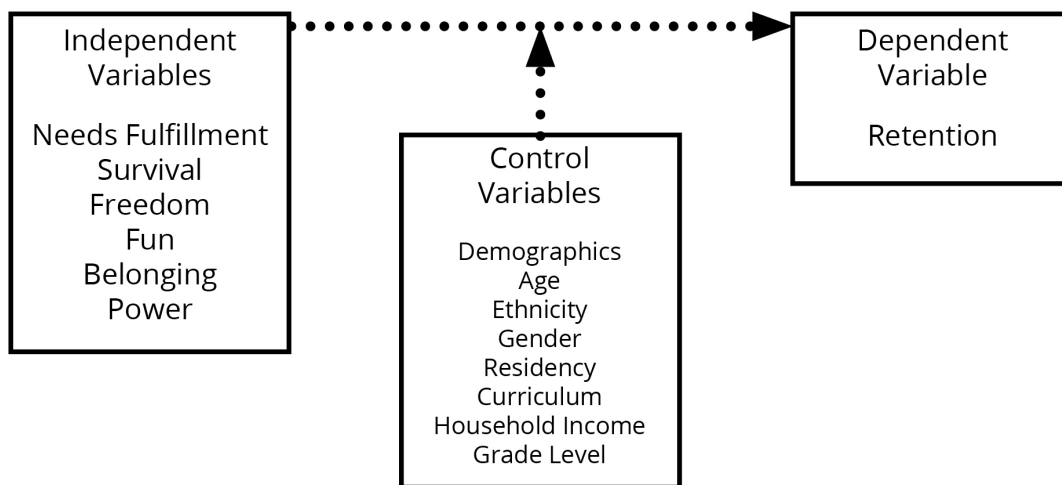 Independent
Variables
Needs Fulfillment
Survival
Freedom
Fun
Belonging
Power
Control
Variables
Demographics
Age
Ethnicity
Gender
Residency
Curriculum
Household Income
Grade Level
Dependent
Variable
Retention